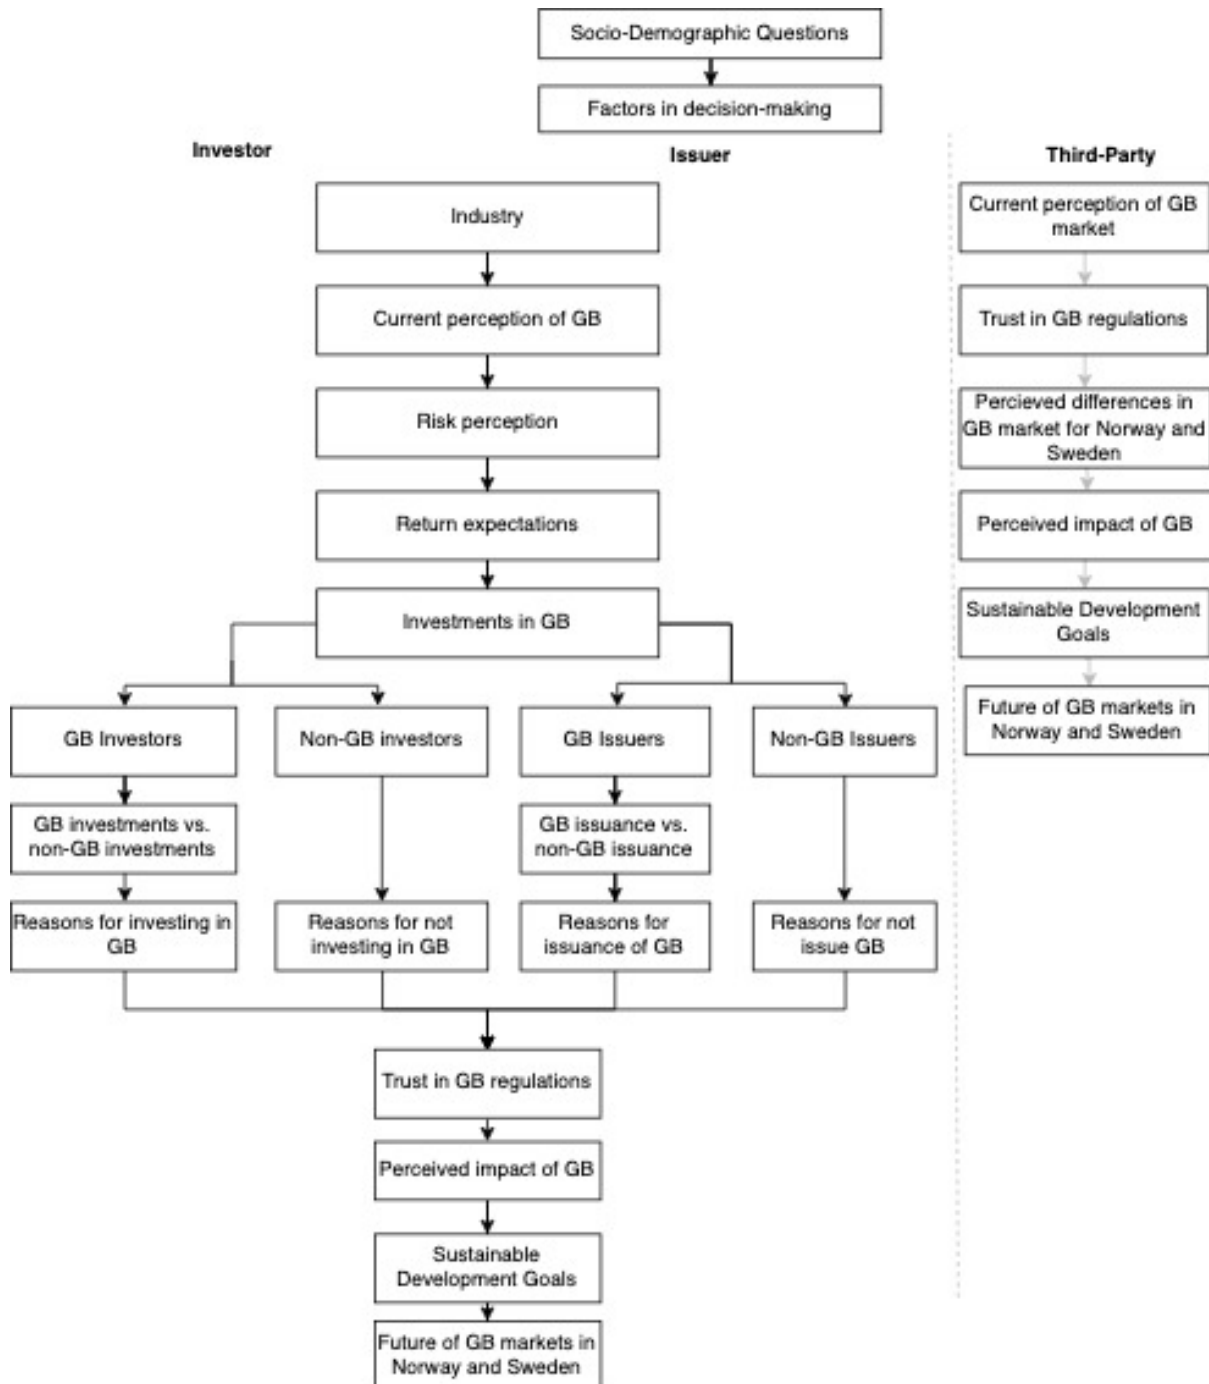 Socio-Demographic Questions
Factors in decision-making
Investor
Issuer
Third-Party
Industry
Current perception of GB
Risk perception
Return expectations
Investments in GB
GB Investors
Non-GB investors
GB Issuers
Non-GB Issuers
GB investments vs.
non-GB investments
GB issuance vs.
non-GB issuance
Reasons for investing in
GB
Reasons for not
investing in GB
Reasons for
issuance of GB
Reasons for not
issue GB
Trust in GB regulations
Perceived impact of GB
Sustainable
Development Goals
Future of GB markets in
Norway and Sweden
Current perception of GB
market
Trust in GB regulations
Percieved differences in
GB market for Norway and
Sweden
Perceived impact of GB
Sustainable Development
Goals
Future of GB markets in
Norway and Sweden